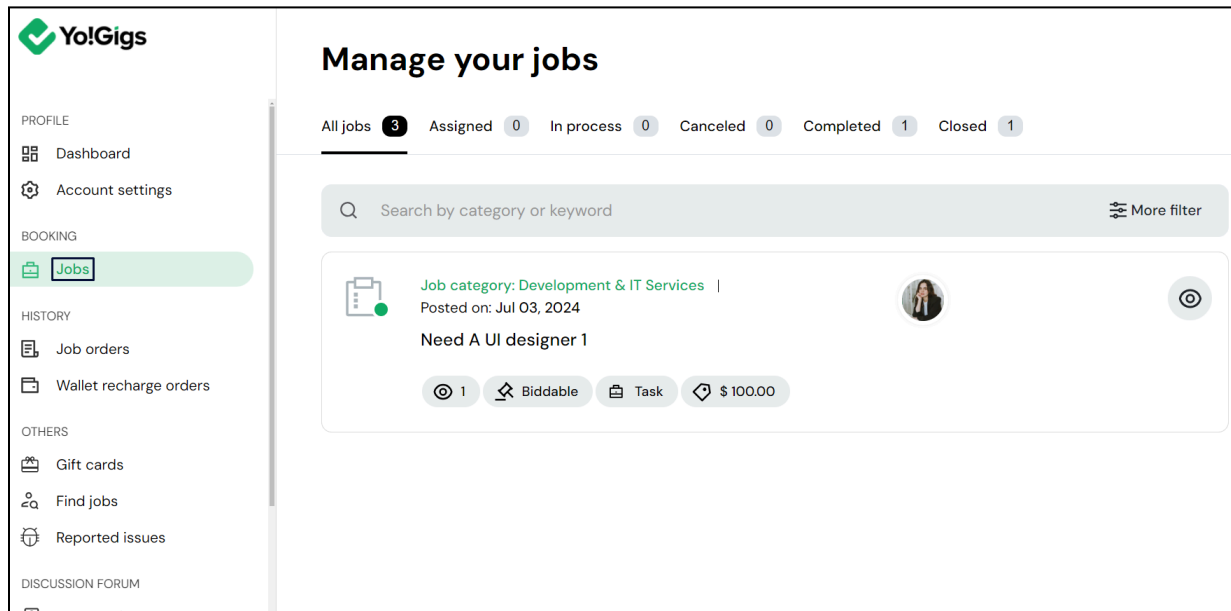 Yo!Gigs
PROFILE
Dashboard
Account settings
BOOKING
Jobs
HISTORY
Job orders
Wallet recharge orders
OTHERS
Gift cards
Find jobs
Reported issues
DISCUSSION FORUM
Manage your jobs
All jobs 3 Assigned 0 In process 0 Canceled 0 Completed 1 Closed 1
Search by category or keyword More filter
Job category: Development & IT Services |
Posted on: Jul 03, 2024
Need A UI designer 1
1 Biddable Task $ 100.00